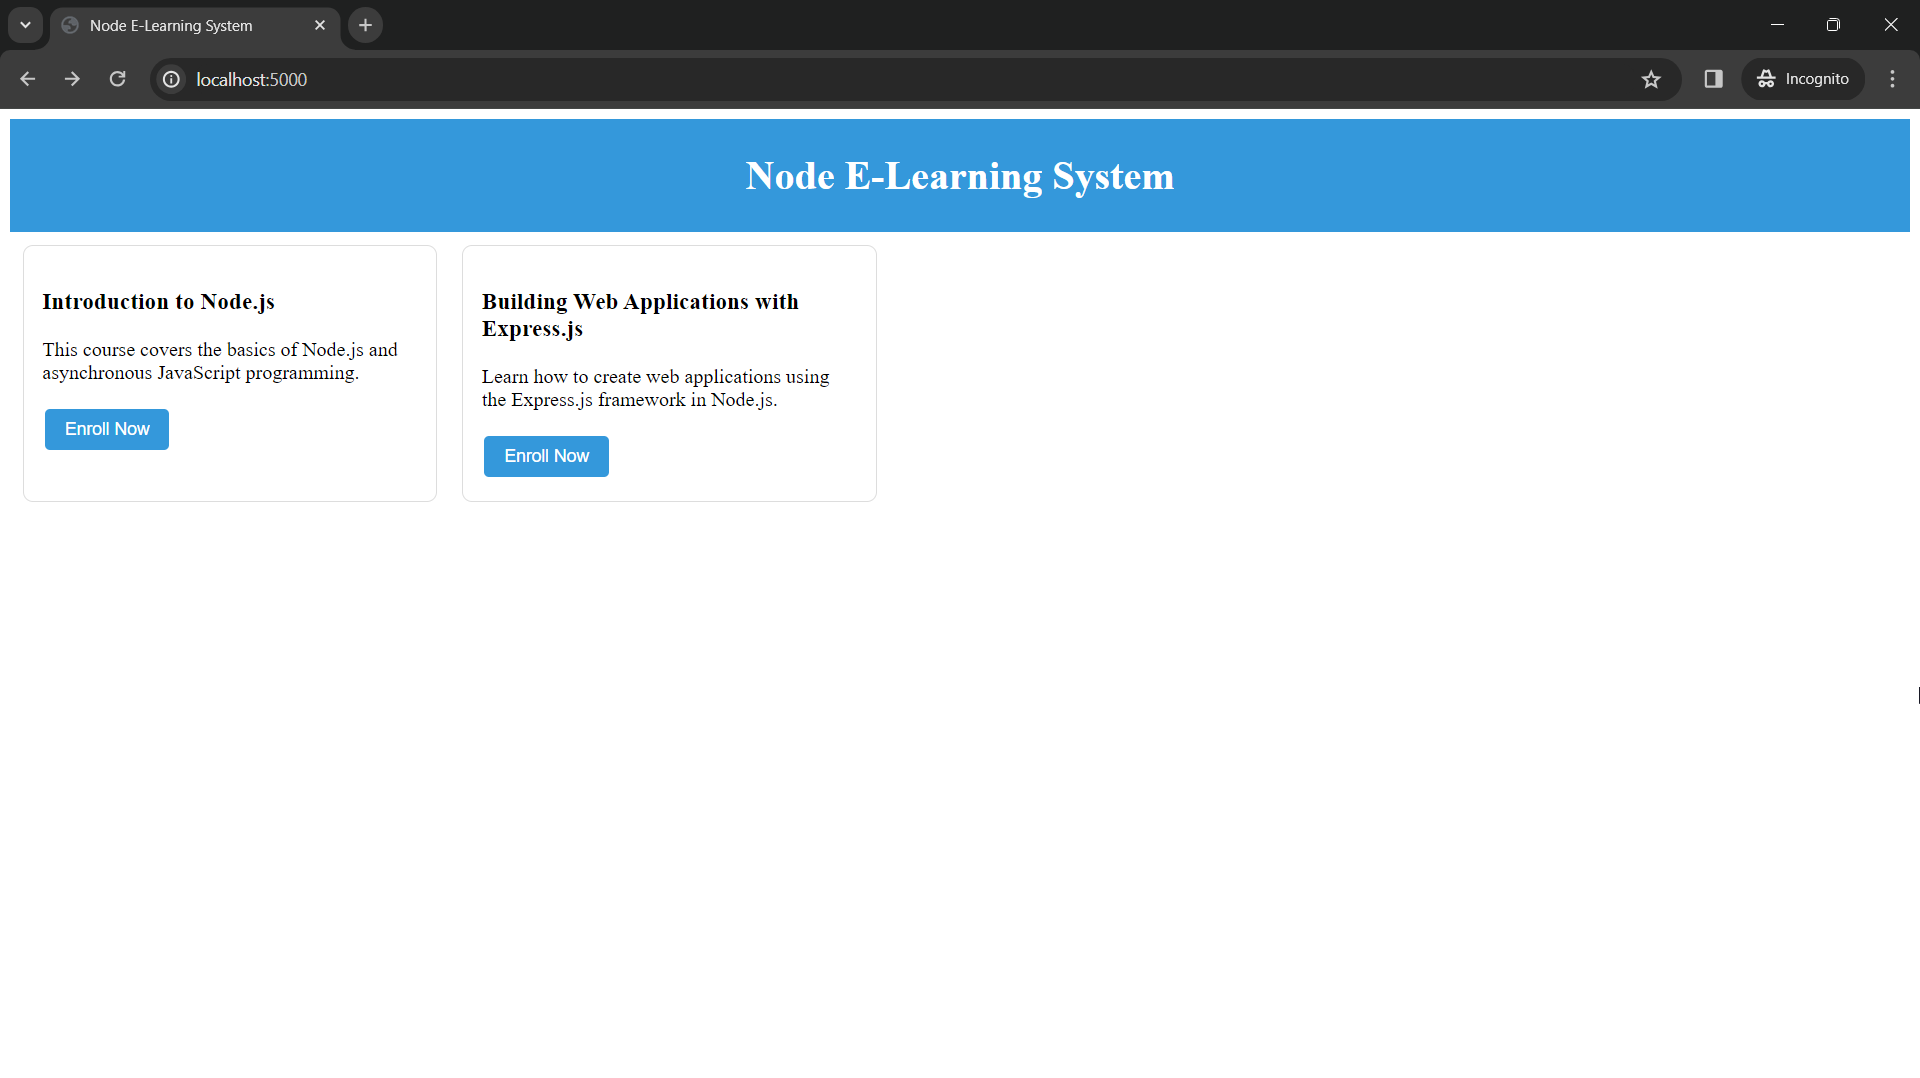 Node E-Learning System
localhost:5000
Incognito
Node E-Learning System
Introduction to Node.js
This course covers the basics of Node.js and
asynchronous JavaScript programming.
Enroll Now
Building Web Applications with
Express.js
Learn how to create web applications using
the Express.js framework in Node.js.
Enroll Now